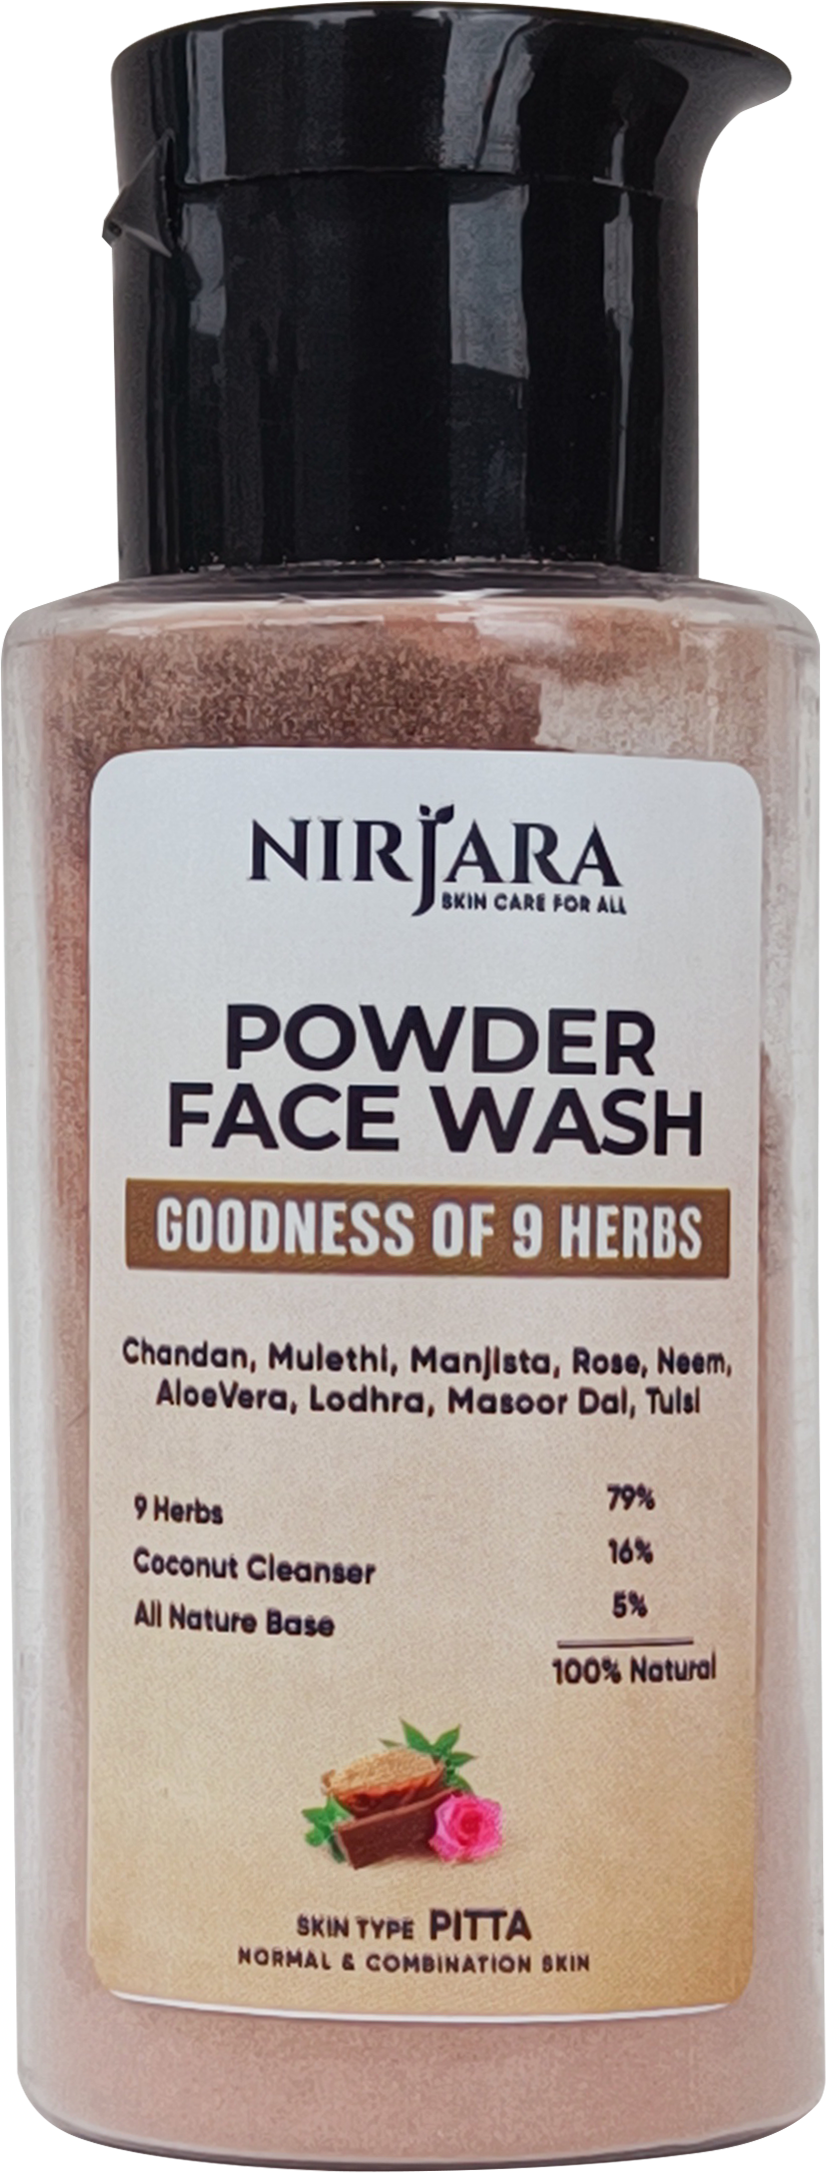 NIRJARA
SKIN CARE FOR ALL
POWDER
FACE WASH
GOODNESS OF 9 HERBS
Chandan, Mulethi, Manjista, Rose, Neem,
AloeVera, Lodhra, Masoor Dal, Tulsi
9 Herbs 79%
Coconut Cleanser 16%
All Nature Base 5%
100% Natural
SKIN TYPE PITTA
NORMAL & COMBINATION SKIN